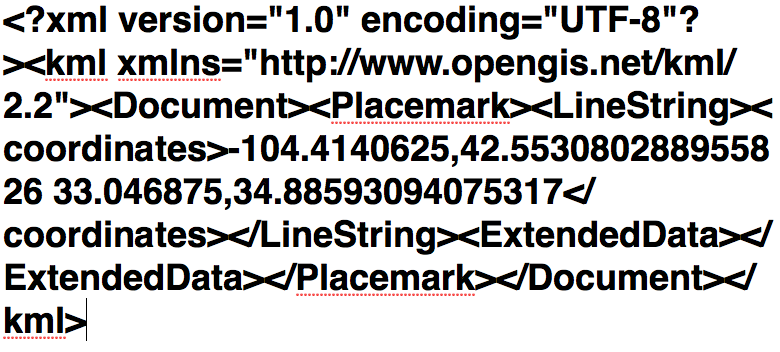 <?xml version="1.0" encoding="UTF-8"?
><kml xmlns="http://www.opengis.net/kml/
2.2"><Document><Placemark><LineString><
coordinates>-104.4140625,42.5530802889558
26 33.046875,34.88593094075317</
coordinates></LineString><ExtendedData></
ExtendedData></Placemark></Document></
kml>